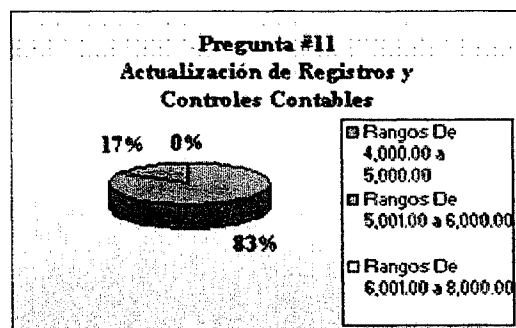 Pregunta #11
Actualización de Registros y
Controles Contables
17% 0%
83%
Rangos De
4,000.00 a
5,000.00
Rangos De
5,001.00 a 6,000.00
Rangos De
6,001.00 a 8,000.00